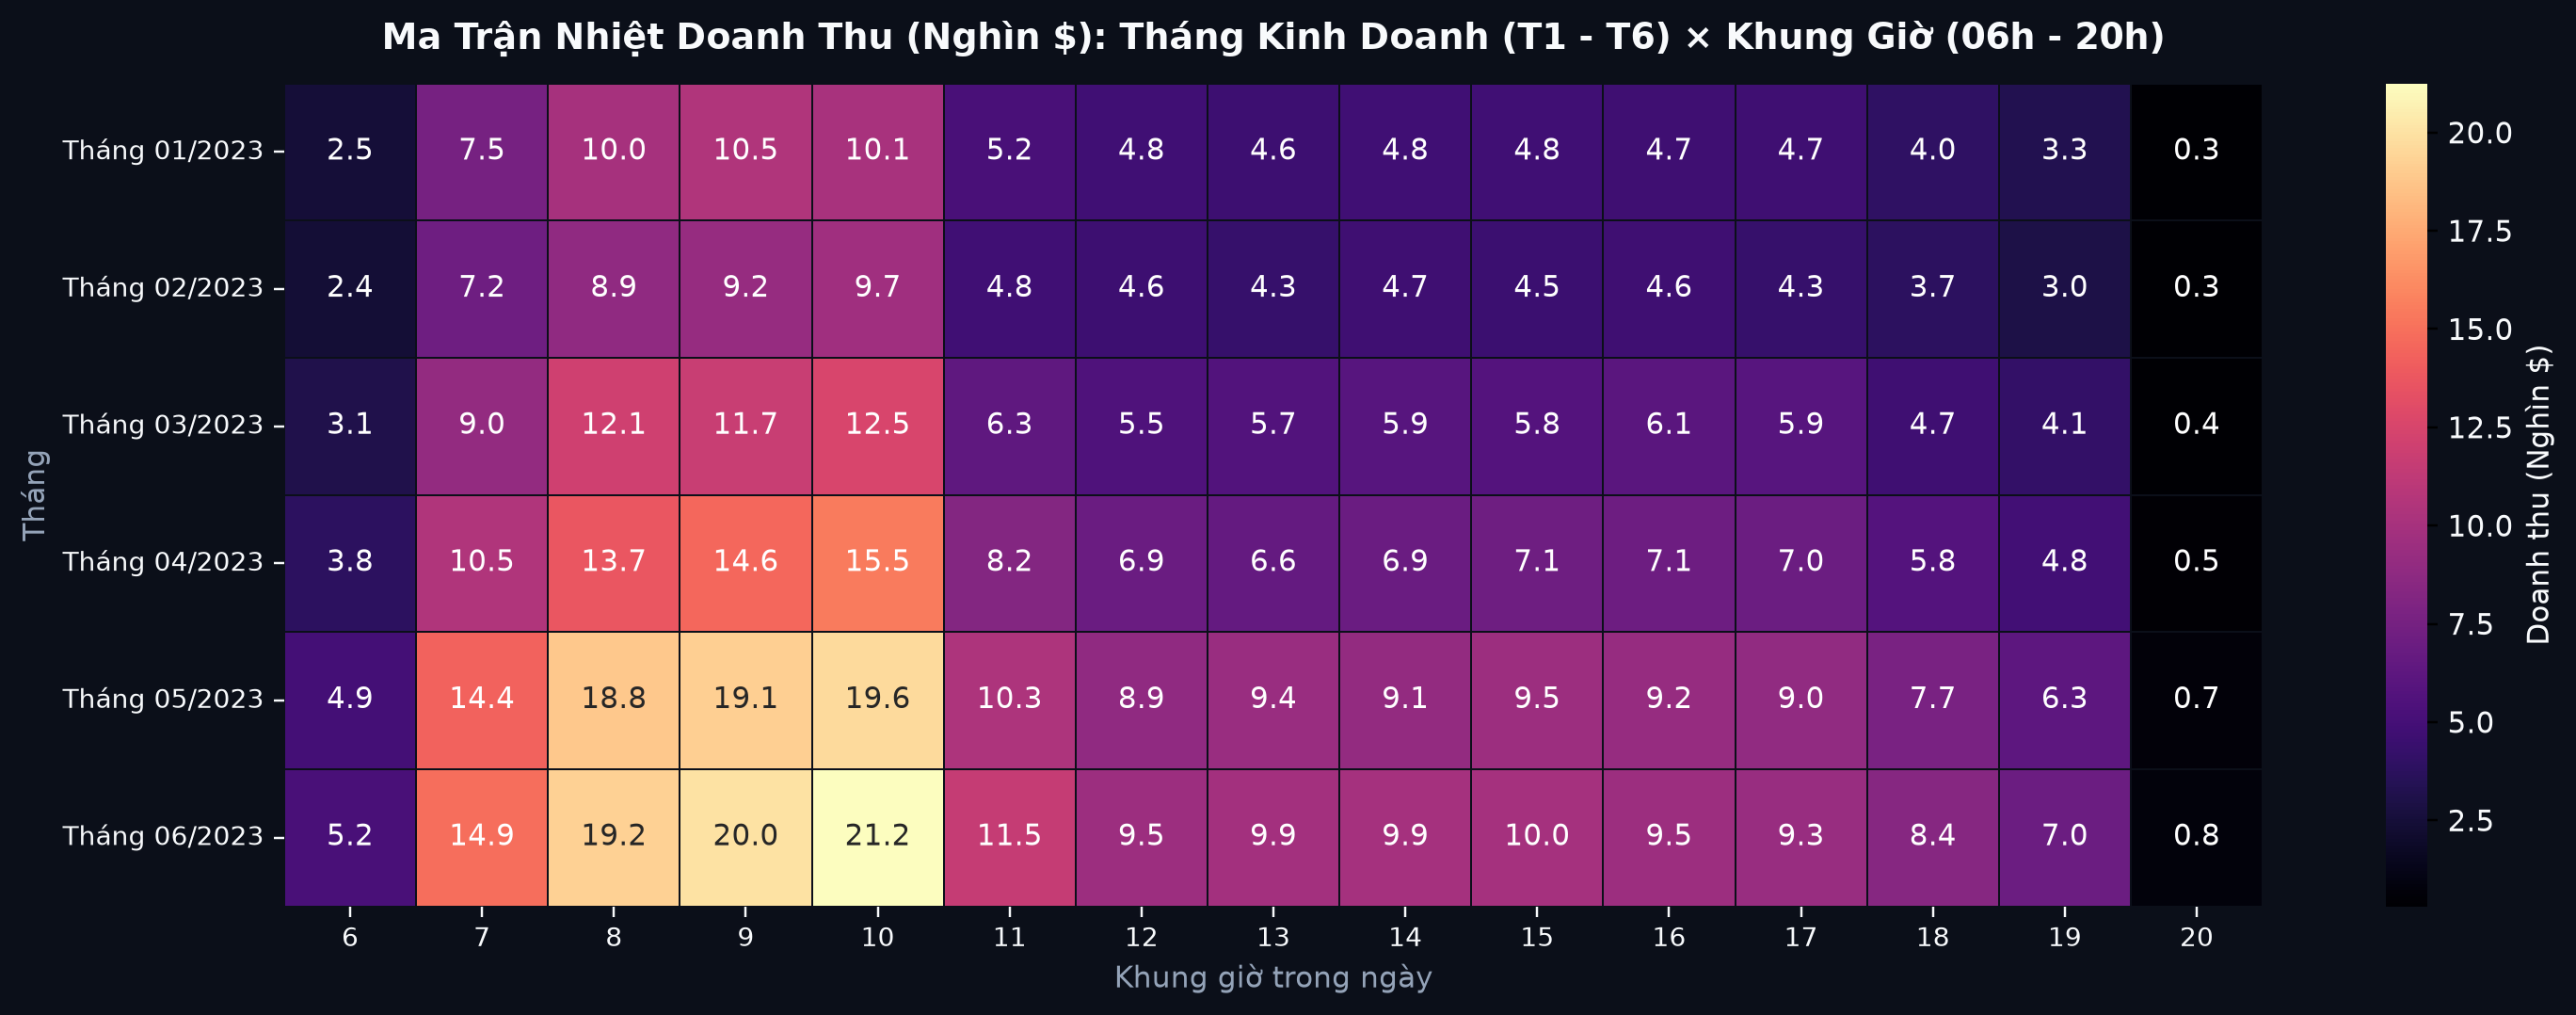 Ma Trận Nhiệt Doanh Thu (Nghìn $): Tháng Kinh Doanh (T1 - T6) × Khung Giờ (06h - 20h)
Tháng
Tháng 01/2023 2.5 7.5 10.0 10.5 10.1 5.2 4.8 4.6 4.8 4.8 4.7 4.7 4.0 3.3 0.3
Tháng 02/2023 2.4 7.2 8.9 9.2 9.7 4.8 4.6 4.3 4.7 4.5 4.6 4.3 3.7 3.0 0.3
Tháng 03/2023 3.1 9.0 12.1 11.7 12.5 6.3 5.5 5.7 5.9 5.8 6.1 5.9 4.7 4.1 0.4
Tháng 04/2023 3.8 10.5 13.7 14.6 15.5 8.2 6.9 6.6 6.9 7.1 7.1 7.0 5.8 4.8 0.5
Tháng 05/2023 4.9 14.4 18.8 19.1 19.6 10.3 8.9 9.4 9.1 9.5 9.2 9.0 7.7 6.3 0.7
Tháng 06/2023 5.2 14.9 19.2 20.0 21.2 11.5 9.5 9.9 9.9 10.0 9.5 9.3 8.4 7.0 0.8
6 7 8 9 10 11 12 13 14 15 16 17 18 19 20
Khung giờ trong ngày
20.0
17.5
15.0
12.5
10.0
7.5
5.0
2.5
Doanh thu (Nghìn $)